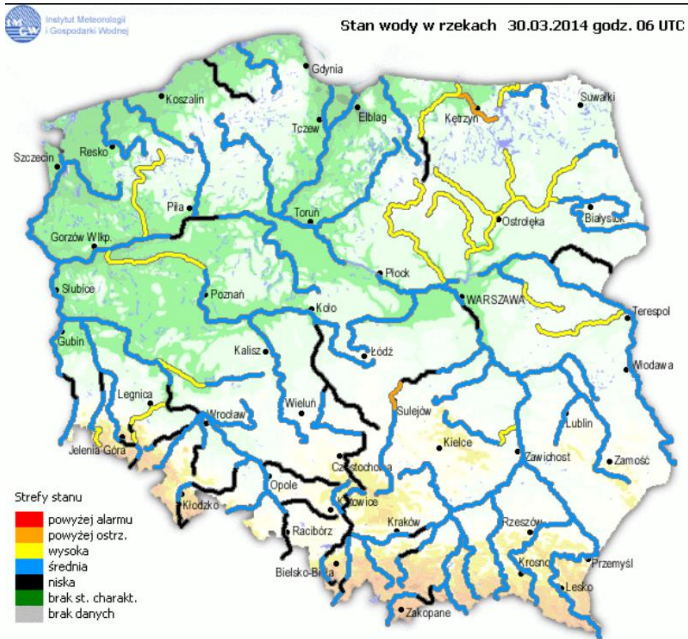 IMGW
Instytut Meteorologii
i Gospodarki Wodnej
Stan wody w rzekach 30.03.2014 godz. 06 UTC
Gdynia
Koszalin
Suwałki
Tczew
Elbląg
Kętrzyn
Resko
Szczecin
Piła
Toruń
Ostrołęka
Białystok
Gorzów Wlkp.
Płock
Słubice
Poznań
WARSZAWA
Koło
Terespol
Gubin
Kalisz
Łódź
Włodawa
Legnica
Wieluń
Sulejów
Wrocław
Lublin
Jelenia Góra
Kielce
Zawichost
Zamość
Częstochowa
Opole
Kłodzko
Katowice
Racibórz
Kraków
Rzeszów
Bielsko-Biała
Krosno
Przemyśl
Lesko
Zakopane
Strefy stanu
powyżej alarmu
powyżej ostrz.
wysoka
średnia
niska
brak st. charakt.
brak danych